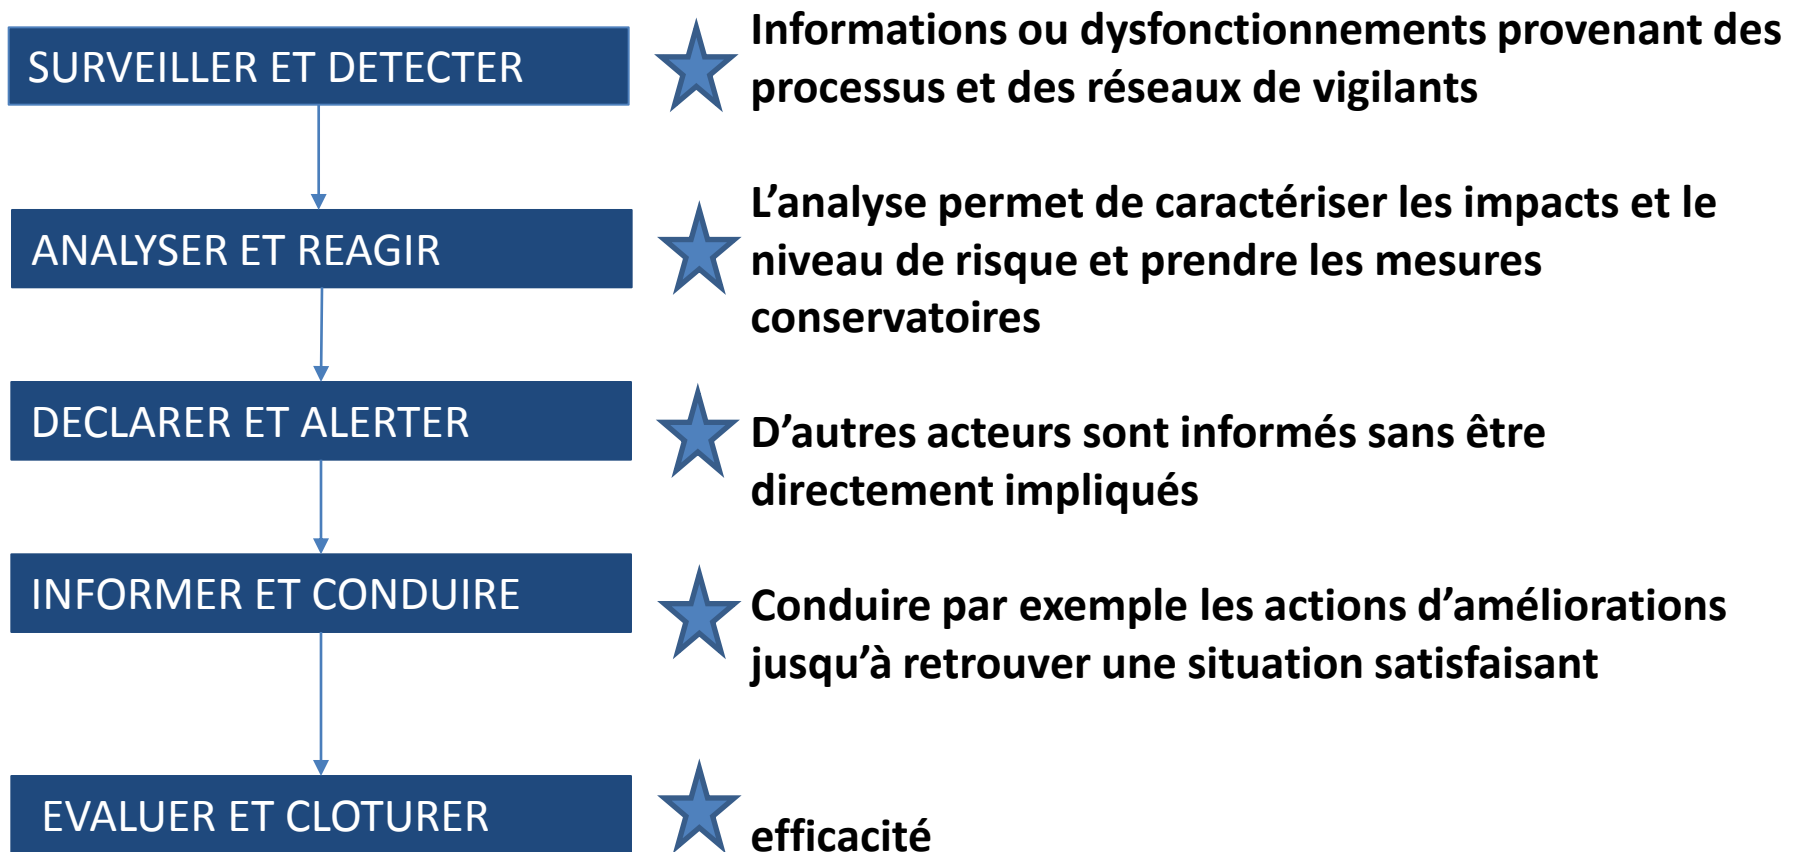 SURVEILLER ET DETECTER
Informations ou dysfonctionnements provenant des
processus et des réseaux de vigilants
ANALYSER ET REAGIR
L’analyse permet de caractériser les impacts et le
niveau de risque et prendre les mesures
conservatoires
DECLARER ET ALERTER
D’autres acteurs sont informés sans être
directement impliqués
INFORMER ET CONDUIRE
Conduire par exemple les actions d’améliorations
jusqu’à retrouver une situation satisfaisant
EVALUER ET CLOTURER
efficacité